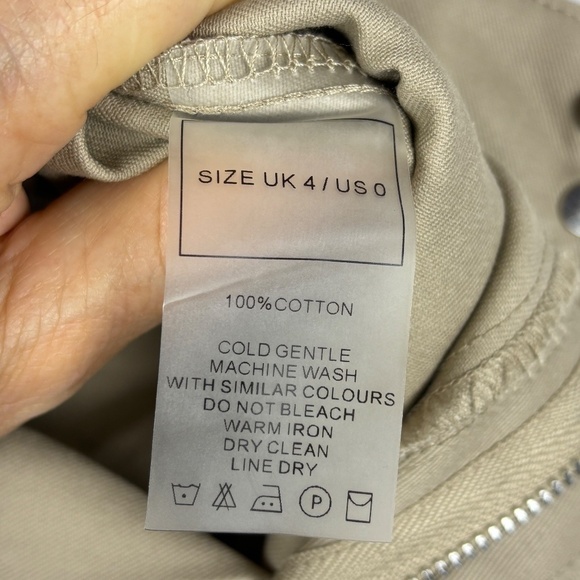 SIZE UK 4 / US 0
100% COTTON
COLD GENTLE
MACHINE WASH
WITH SIMILAR COLOURS
DO NOT BLEACH
WARM IRON
DRY CLEAN
LINE DRY
P